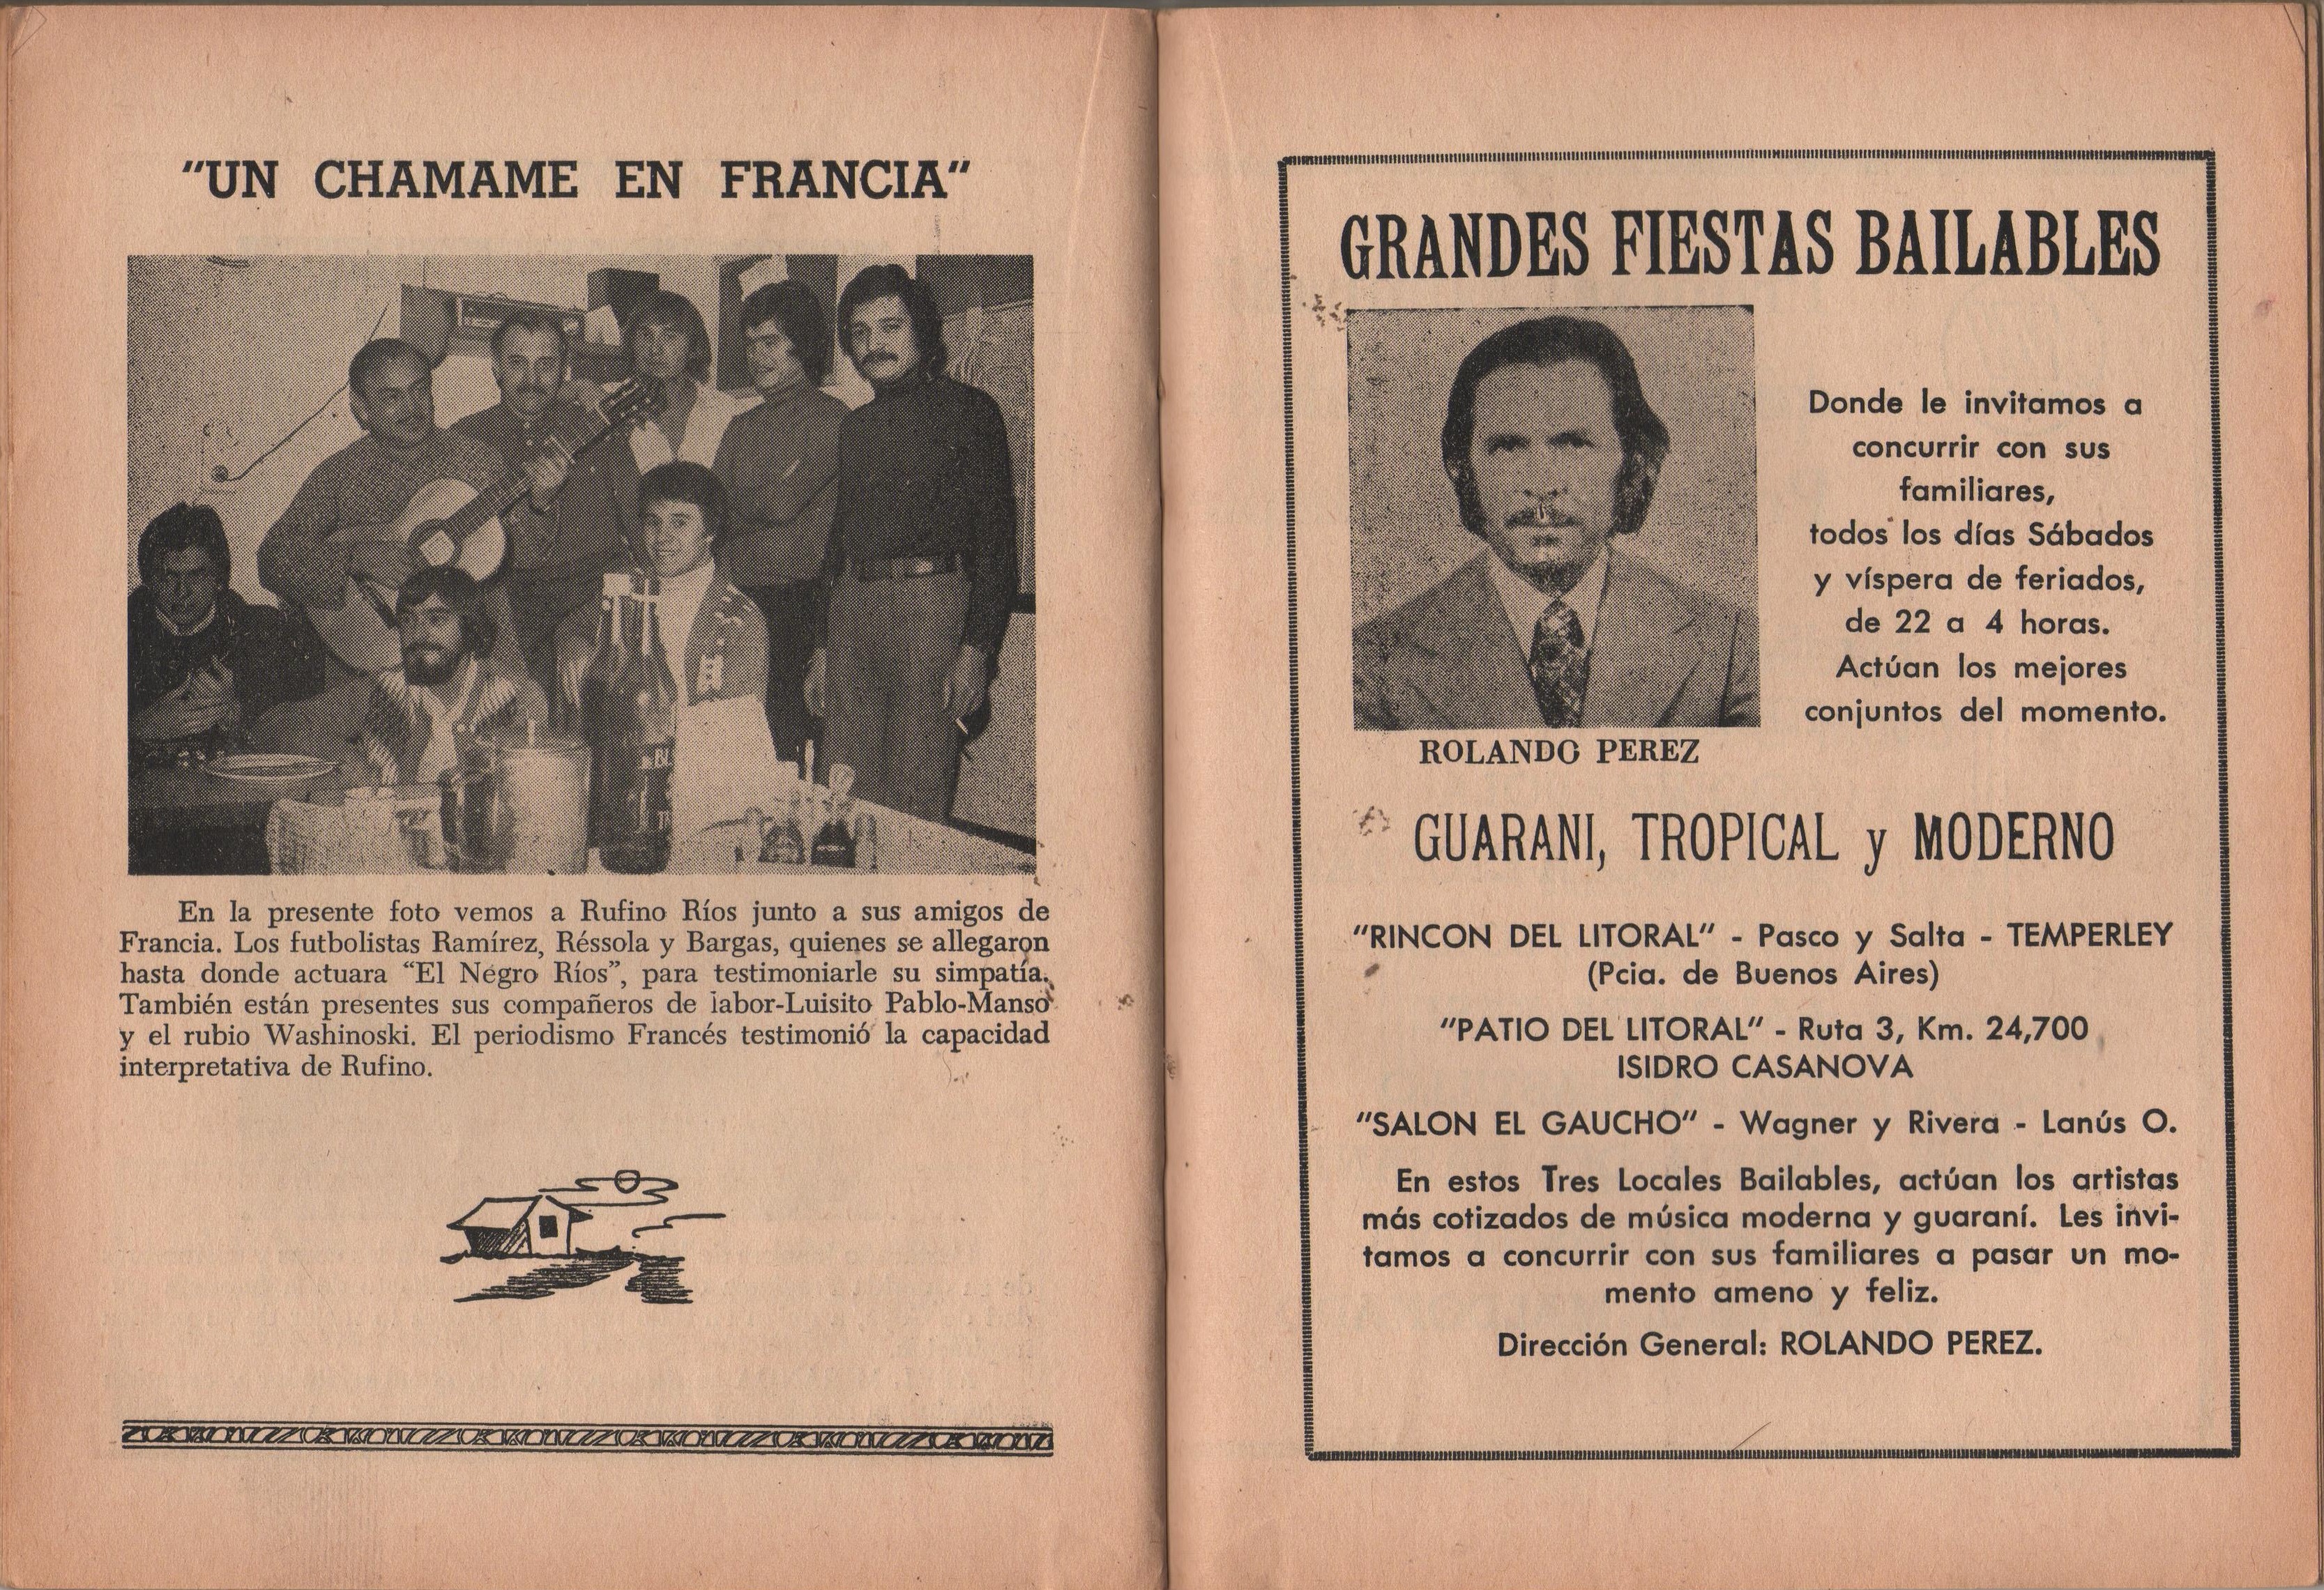 "UN CHAMAME EN FRANCIA"
En la presente foto vemos a Rufino Ríos junto a sus amigos de
Francia. Los futbolistas Ramírez, Réssola y Bargas, quienes se allegaron
hasta donde actuara “El Negro Ríos”, para testimoniarle su simpatía.
También están presentes sus compañeros de labor-Luisito Pablo-Manso
y el rubio Washinoski. El periodismo Francés testimonió la capacidad
interpretativa de Rufino.
GRANDES FIESTAS BAILABLES
Donde le invitamos a
concurrir con sus
familiares,
todos los días Sábados
y víspera de feriados,
de 22 a 4 horas.
Actúan los mejores
conjuntos del momento.
ROLANDO PEREZ
GUARANI, TROPICAL y MODERNO
"RINCON DEL LITORAL" - Pasco y Salta - TEMPERLEY
(Pcia. de Buenos Aires)
"PATIO DEL LITORAL" - Ruta 3, Km. 24,700
ISIDRO CASANOVA
"SALON EL GAUCHO" - Wagner y Rivera - Lanús O.
En estos Tres Locales Bailables, actúan los artistas
más cotizados de música moderna y guaraní. Les invi-
tamos a concurrir con sus familiares a pasar un mo-
mento ameno y feliz.
Dirección General: ROLANDO PEREZ.